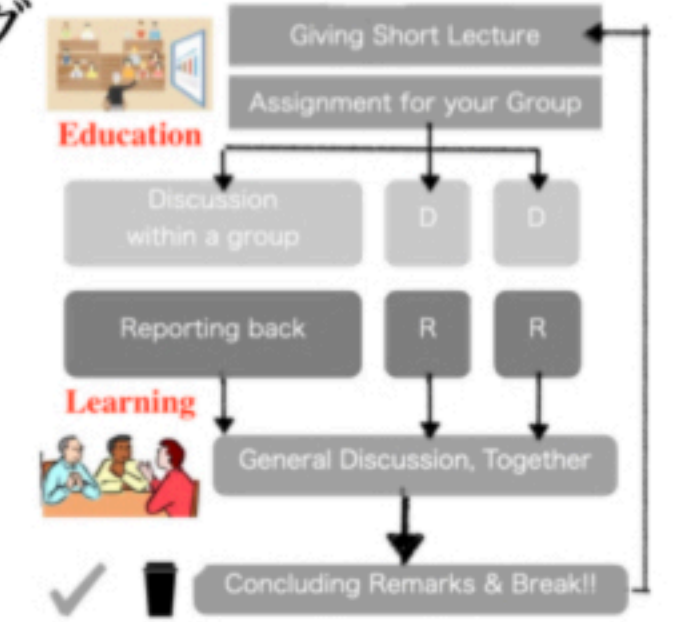 Giving Short Lecture
Assignment for your Group
Education
Discussion
within a group
D
D
Reporting back
R
R
Learning
General Discussion, Together
Concluding Remarks & Break!!